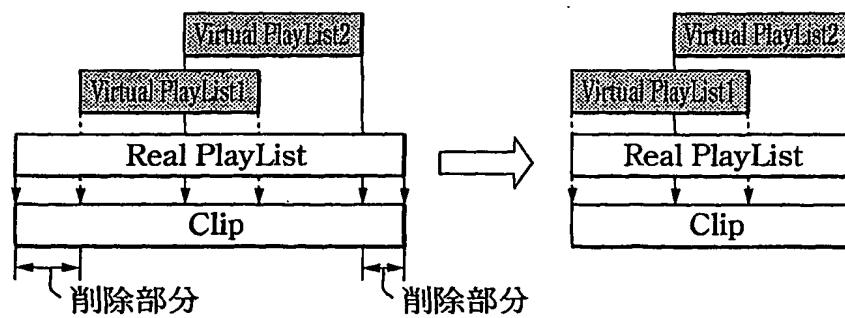 Virtual PlayList2
Virtual PlayList1
Real PlayList
Clip
削除部分
削除部分
Virtual PlayList2
Virtual PlayList1
Real PlayList
Clip